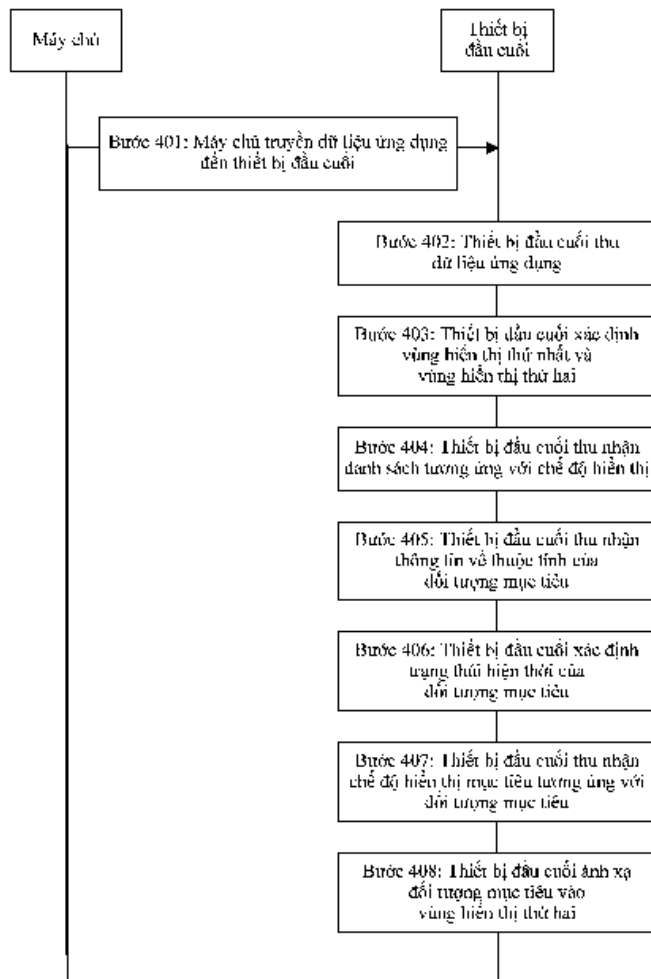 Máy chủ
Thiết bị
đầu cuối
Bước 401: Máy chủ truyền dữ liệu ứng dụng
đến thiết bị đầu cuối
Bước 402: Thiết bị đầu cuối thu
dữ liệu ứng dụng
Bước 403: Thiết bị đầu cuối xác định
vùng hiển thị thứ nhất và
vùng hiển thị thứ hai
Bước 404: Thiết bị đầu cuối thu nhận
danh sách tương ứng với chế độ hiển thị
Bước 405: Thiết bị đầu cuối thu nhận
thông tin về thuộc tính của
đối tượng mục tiêu
Bước 406: Thiết bị đầu cuối xác định
trạng thái hiện thời của
đối tượng mục tiêu
Bước 407: Thiết bị đầu cuối thu nhận
chế độ hiển thị mục tiêu tương ứng với
đối tượng mục tiêu
Bước 408: Thiết bị đầu cuối ánh xạ
đối tượng mục tiêu vào
vùng hiển thị thứ hai